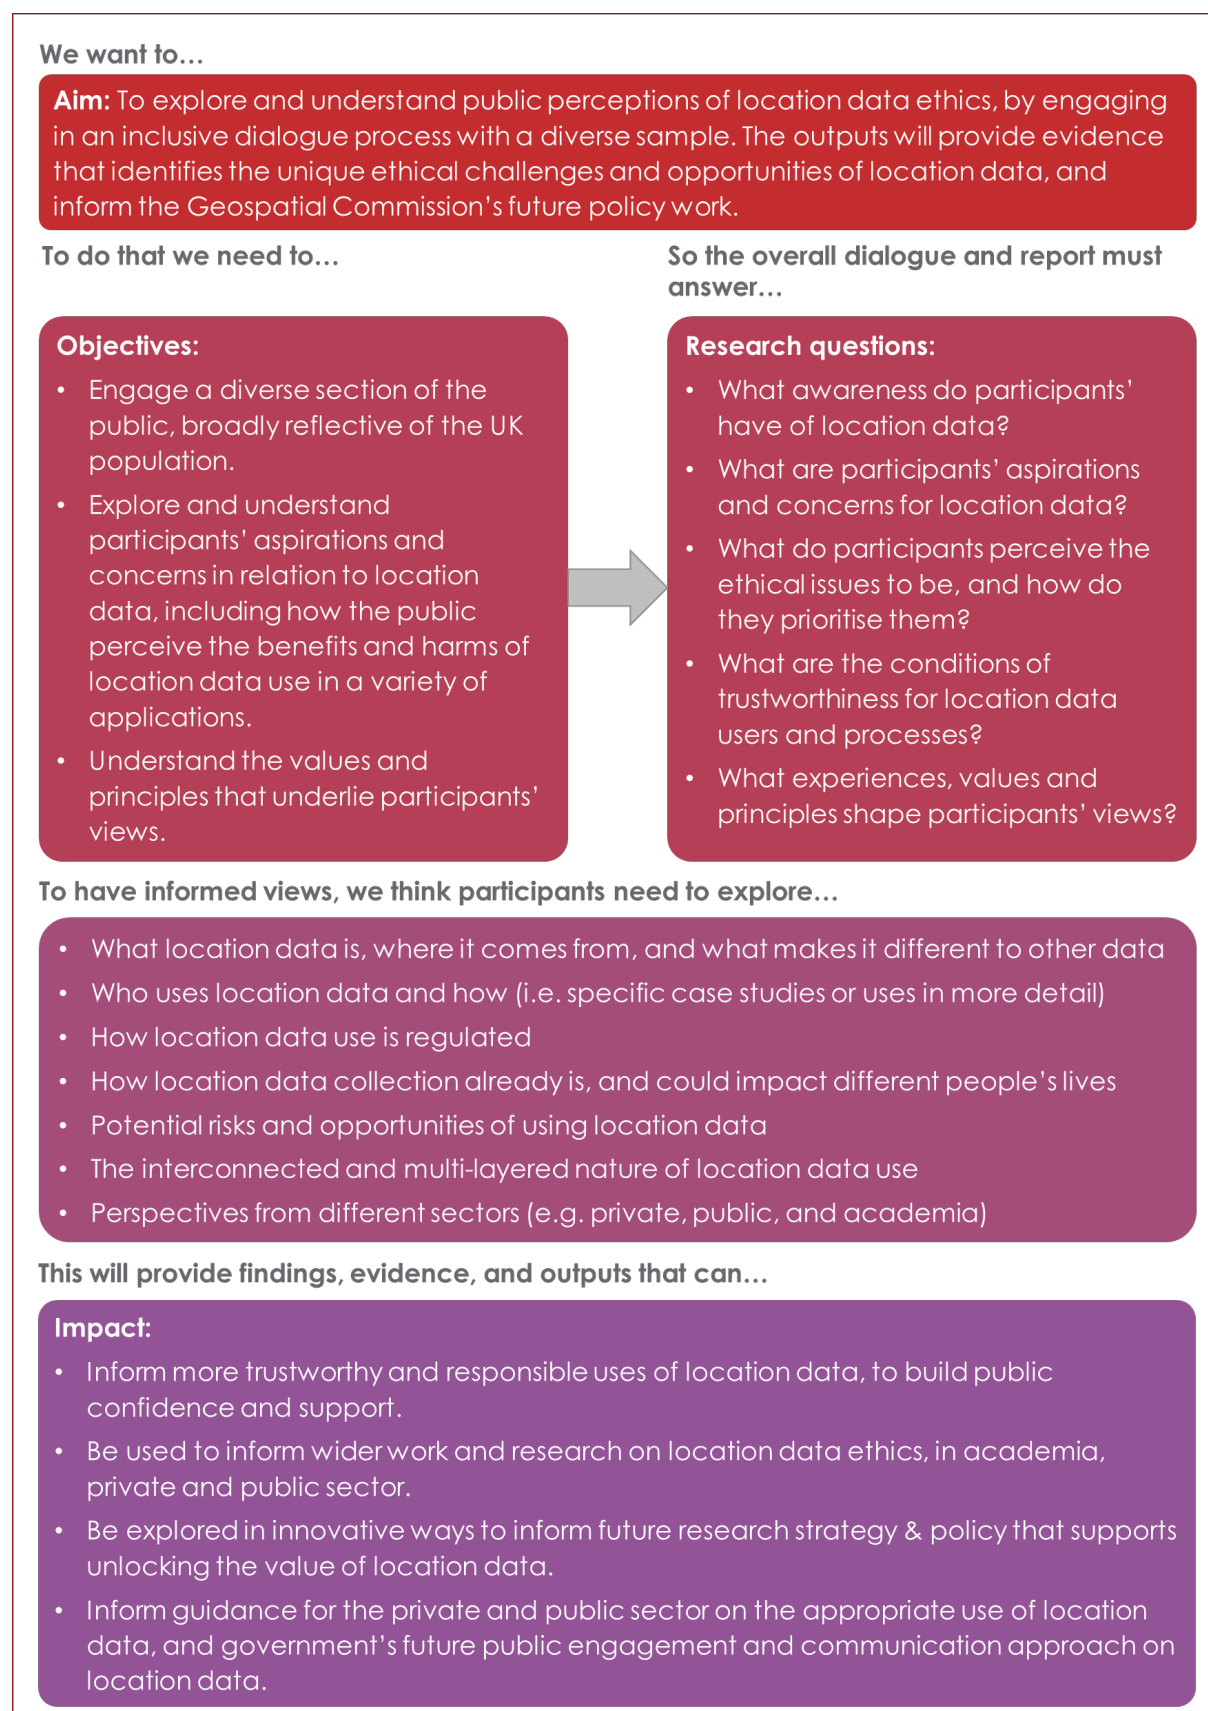 We want to…
Aim: To explore and understand public perceptions of location data ethics, by engaging
in an inclusive dialogue process with a diverse sample. The outputs will provide evidence
that identifies the unique ethical challenges and opportunities of location data, and
inform the Geospatial Commission’s future policy work.
To do that we need to…
Objectives:
• Engage a diverse section of the
public, broadly reflective of the UK
population.
• Explore and understand
participants’ aspirations and
concerns in relation to location
data, including how the public
perceive the benefits and harms of
location data use in a variety of
applications.
• Understand the values and
principles that underlie participants’
views.
So the overall dialogue and report must
answer…
Research questions:
• What awareness do participants’
have of location data?
• What are participants’ aspirations
and concerns for location data?
• What do participants perceive the
ethical issues to be, and how do
they prioritise them?
• What are the conditions of
trustworthiness for location data
users and processes?
• What experiences, values and
principles shape participants’ views?
To have informed views, we think participants need to explore…
• What location data is, where it comes from, and what makes it different to other data
• Who uses location data and how (i.e. specific case studies or uses in more detail)
• How location data use is regulated
• How location data collection already is, and could impact different people’s lives
• Potential risks and opportunities of using location data
• The interconnected and multi-layered nature of location data use
• Perspectives from different sectors (e.g. private, public, and academia)
This will provide findings, evidence, and outputs that can…
Impact:
• Inform more trustworthy and responsible uses of location data, to build public
confidence and support.
• Be used to inform wider work and research on location data ethics, in academia,
private and public sector.
• Be explored in innovative ways to inform future research strategy & policy that supports
unlocking the value of location data.
• Inform guidance for the private and public sector on the appropriate use of location
data, and government’s future public engagement and communication approach on
location data.